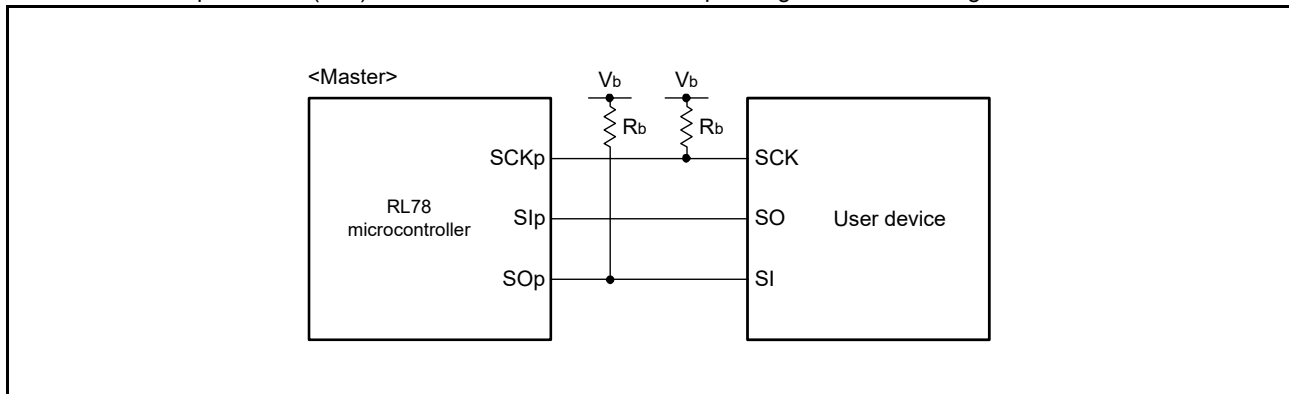 <Master>
Vb Vb
Rb Rb
SCKp SCK
RL78
microcontroller
SIp SO
User device
SOp SI